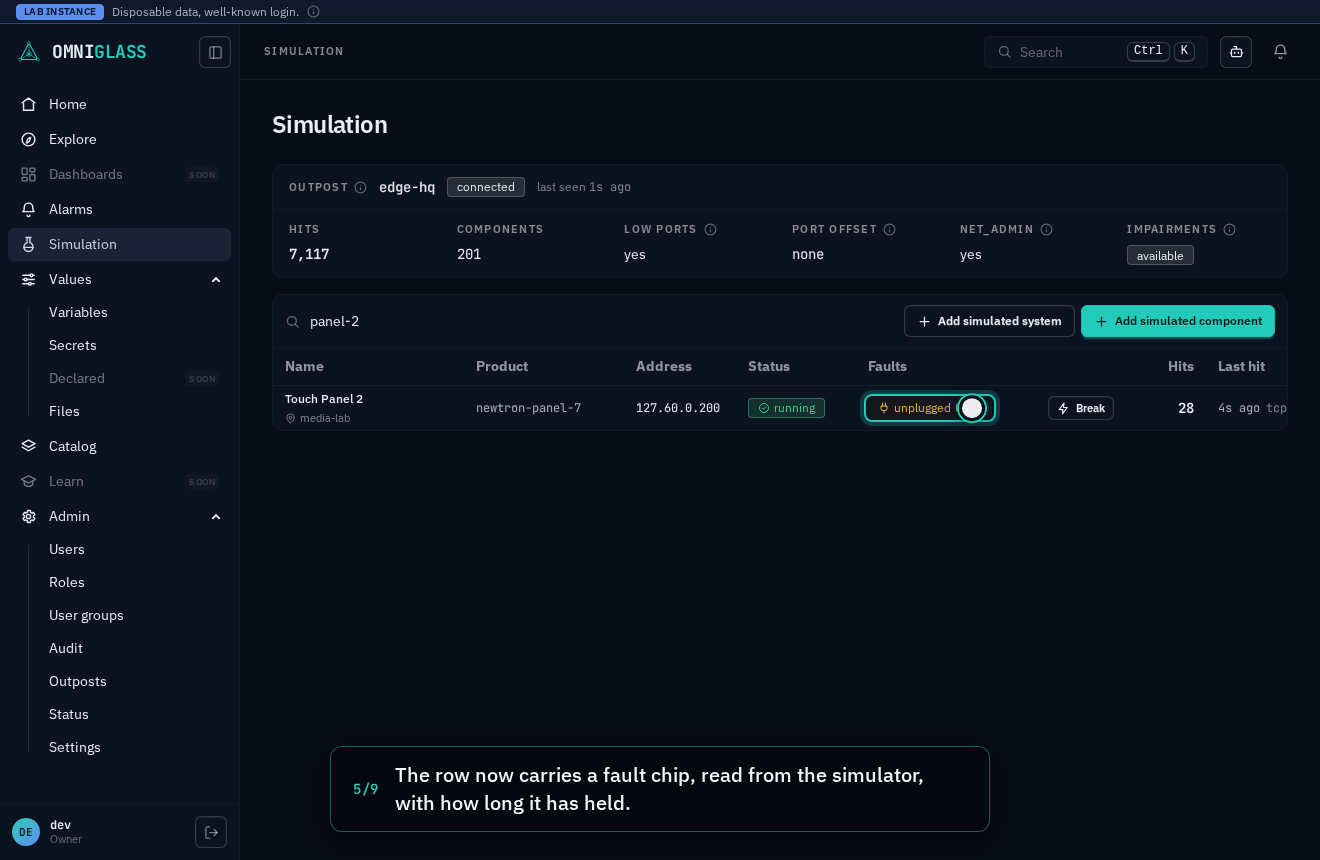 LAB INSTANCE Disposable data, well-known login.
OMNIGLASS
SIMULATION
Search Ctrl K
Home
Explore
Dashboards SOON
Alarms
Simulation
Values
Variables
Secrets
Declared SOON
Files
Catalog
Learn SOON
Admin
Users
Roles
User groups
Audit
Outposts
Status
Settings
DE dev
Owner
Simulation
OUTPOST edge-hq connected last seen 1s ago
HITS COMPONENTS LOW PORTS PORT OFFSET NET_ADMIN IMPAIRMENTS
7,117 201 yes none yes available
panel-2 Add simulated system Add simulated component
Name Product Address Status Faults Hits Last hit
Touch Panel 2 newtron-panel-7 127.60.0.200 running unplugged Break 28 4s ago tcp
media-lab
5/9 The row now carries a fault chip, read from the simulator,
with how long it has held.